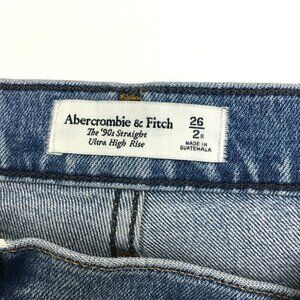 Abercrombie & Fitch
The '90s Straight
Ultra High Rise
26
2R
MADE IN
GUATEMALA